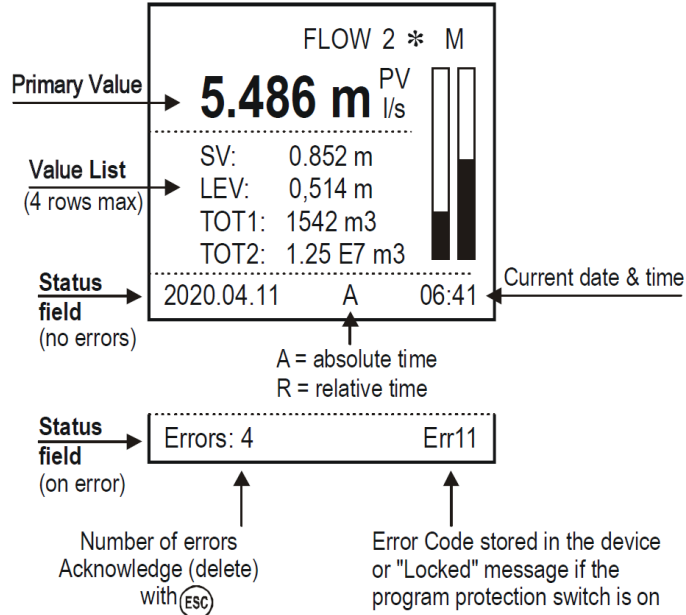 FLOW 2 * M
Primary Value
5.486 m PV
l/s
Value List
(4 rows max)
SV: 0.852 m
LEV: 0,514 m
TOT1: 1542 m3
TOT2: 1.25 E7 m3
Status
field
(no errors)
2020.04.11 A 06:41
Current date & time
A = absolute time
R = relative time
Status
field
(on error)
Errors: 4 Err11
Number of errors
Acknowledge (delete)
with ESC
Error Code stored in the device
or "Locked" message if the
program protection switch is on